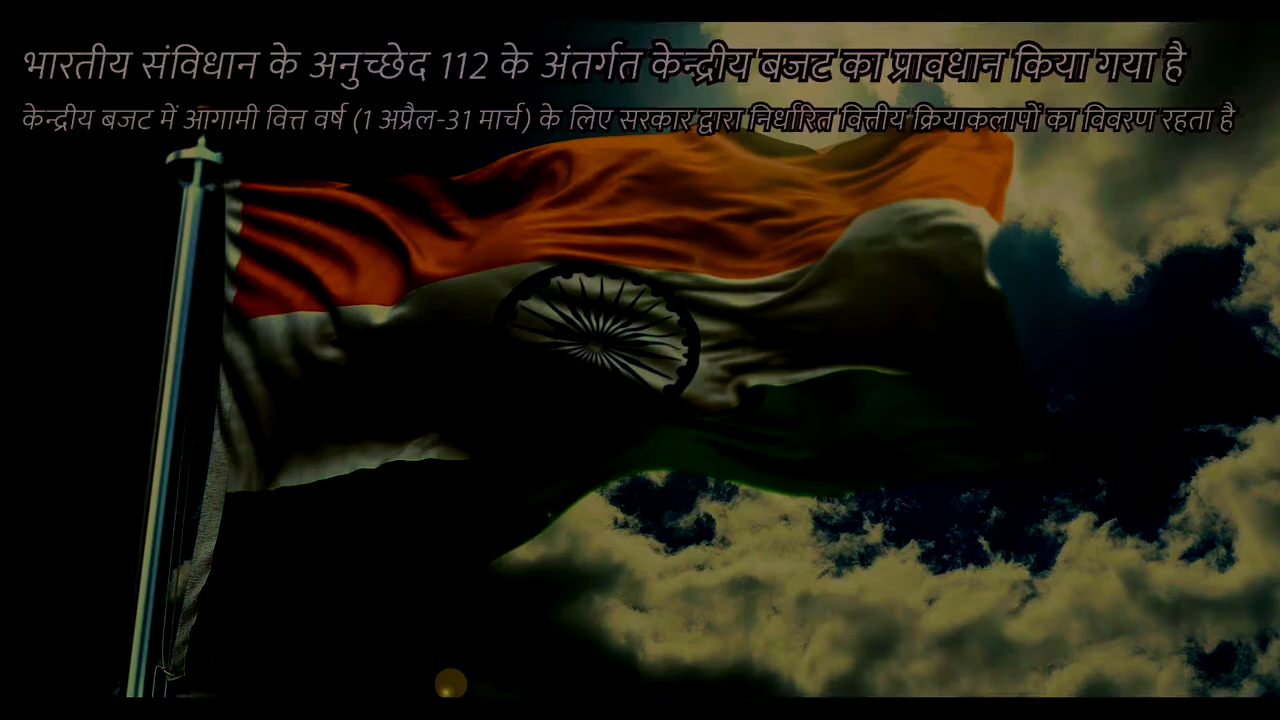 भारतीय संविधान के अनुच्छेद 112 के अंतर्गत केन्द्रीय बजट का प्रावधान किया गया है
केन्द्रीय बजट में आगामी वित्त वर्ष (1 अप्रैल-31 मार्च) के लिए सरकार द्वारा निर्धारित वित्तीय क्रियाकलापों का विवरण रहता है